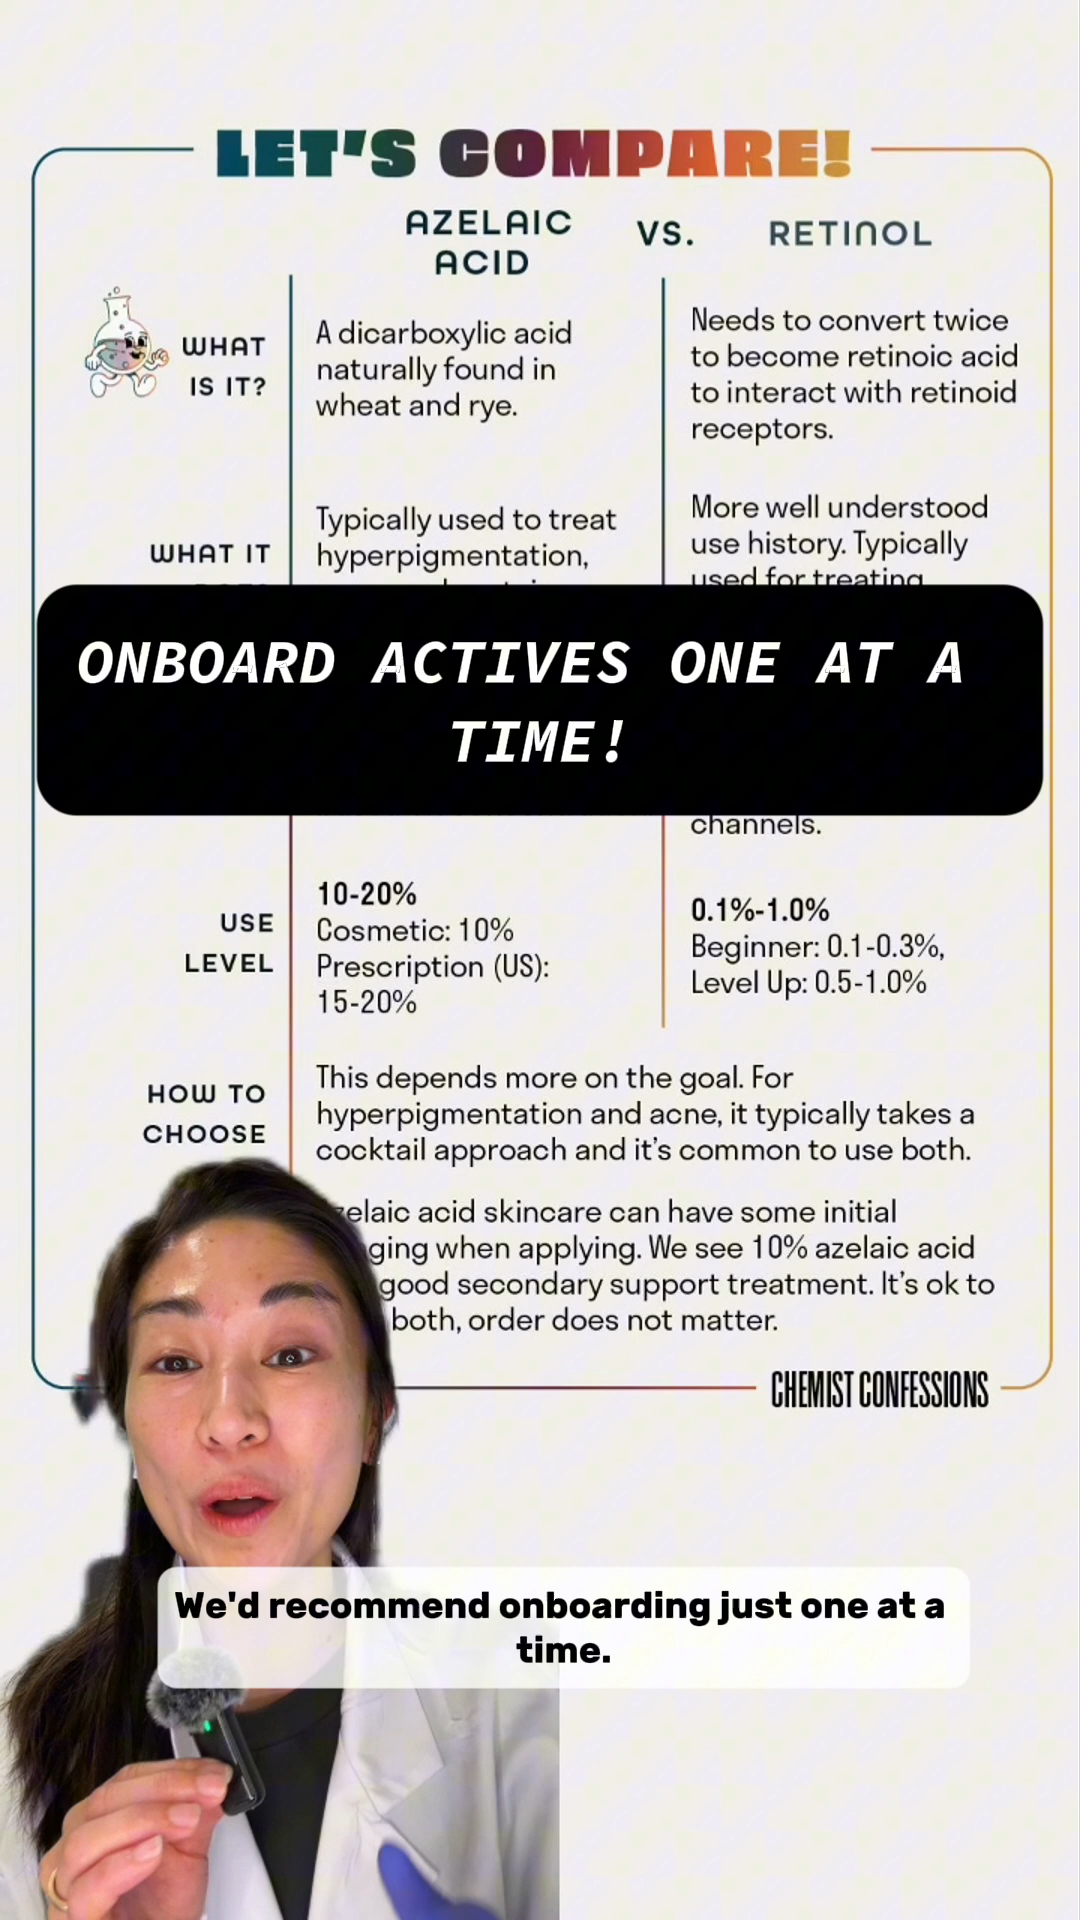 LET'S COMPARE!
AZELAIC
ACID
VS.
RETINOL
WHAT
IS IT?
A dicarboxylic acid
naturally found in
wheat and rye.
Needs to convert twice
to become retinoic acid
to interact with retinoid
receptors.
WHAT IT
Typically used to treat
hyperpigmentation,
More well understood
use history. Typically
used for treating
ONBOARD ACTIVES ONE AT A
TIME!
channels.
USE
LEVEL
10-20%
Cosmetic: 10%
Prescription (US):
15-20%
0.1%-1.0%
Beginner: 0.1-0.3%,
Level Up: 0.5-1.0%
HOW TO
CHOOSE
This depends more on the goal. For
hyperpigmentation and acne, it typically takes a
cocktail approach and it's common to use both.
acid skincare can have some initial
when applying. We see 10% azelaic acid
good secondary support treatment. It's ok to
both, order does not matter.
CHEMIST CONFESSIONS
We'd recommend onboarding just one at a
time.